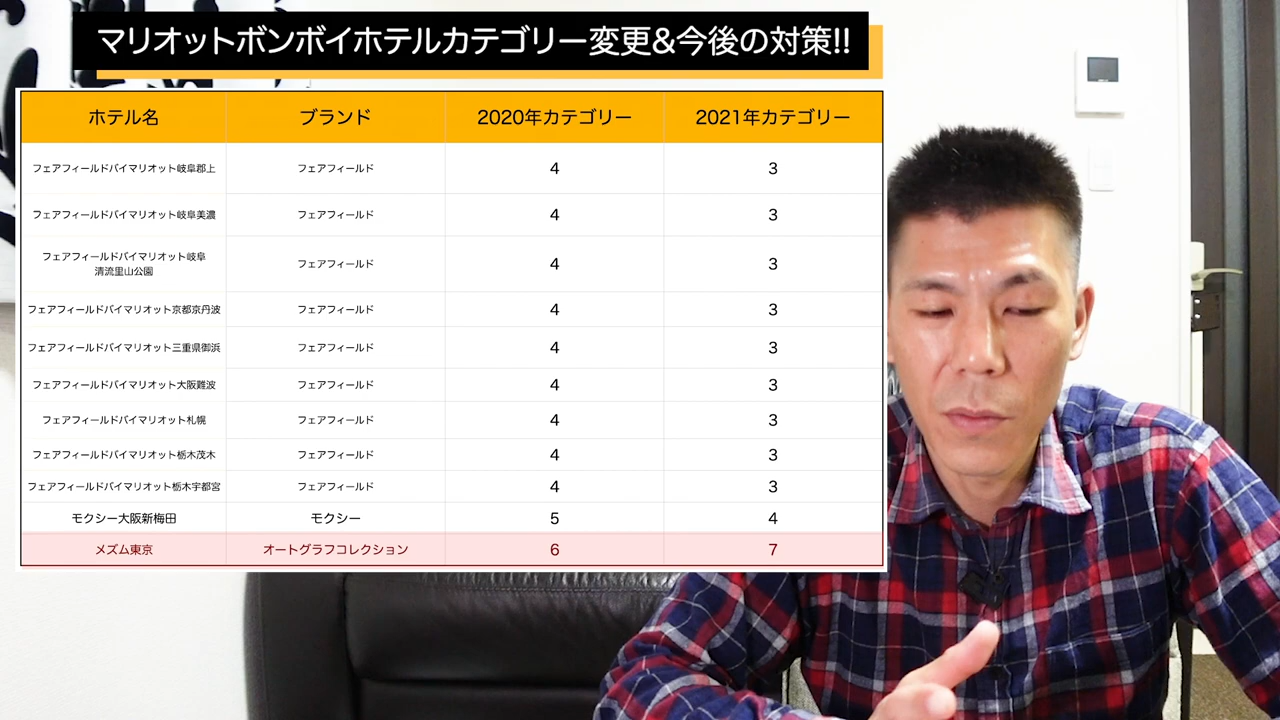 マリオットボンボイホテルカテゴリー変更&今後の対策!!
ホテル名 ブランド 2020年カテゴリー 2021年カテゴリー
フェアフィールドバイマリオット岐阜郡上 フェアフィールド 4 3
フェアフィールドバイマリオット岐阜美濃 フェアフィールド 4 3
フェアフィールドバイマリオット岐阜
清流里山公園 フェアフィールド 4 3
フェアフィールドバイマリオット京都京丹波 フェアフィールド 4 3
フェアフィールドバイマリオット三重県御浜 フェアフィールド 4 3
フェアフィールドバイマリオット大阪難波 フェアフィールド 4 3
フェアフィールドバイマリオット札幌 フェアフィールド 4 3
フェアフィールドバイマリオット栃木茂木 フェアフィールド 4 3
フェアフィールドバイマリオット栃木宇都宮 フェアフィールド 4 3
モクシー大阪新梅田 モクシー 5 4
メズム東京 オートグラフコレクション 6 7